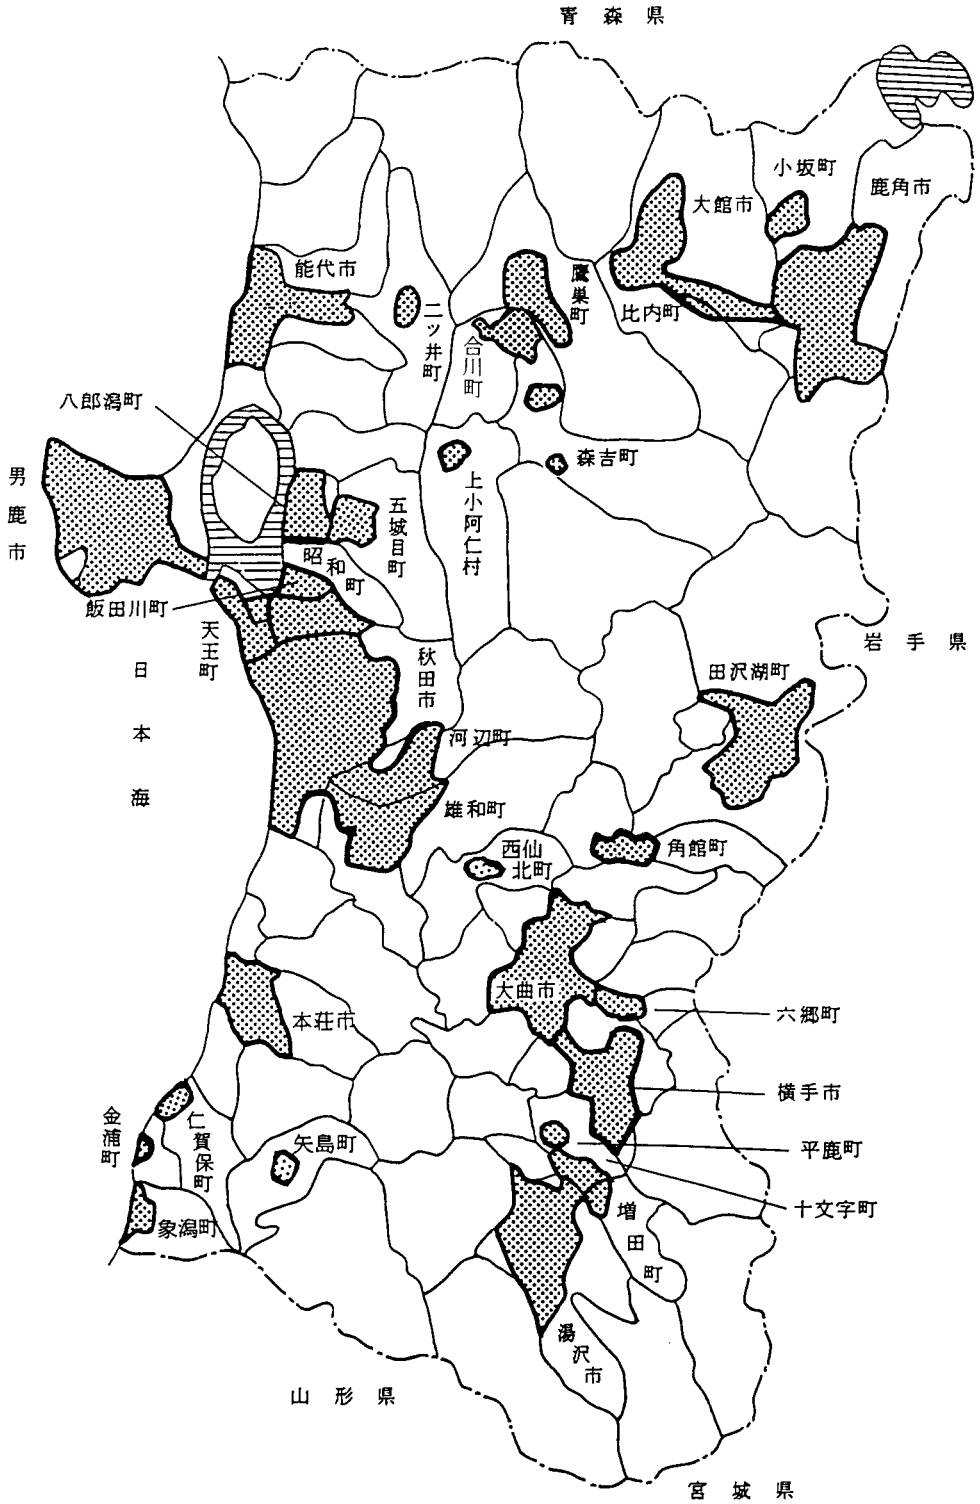 青森県
小坂町
鹿角市
大館市
能代市
鷹巣町
二ツ井町
比内町
合川町
八郎潟町
森吉町
上小阿仁村
男鹿市
五城目町
昭和町
飯田川町
天王町
岩手県
秋田市
田沢湖町
日本海
河辺町
雄和町
角館町
西仙北町
大曲市
六郷町
本荘市
横手市
金浦町
仁賀保町
矢島町
平鹿町
十文字町
増田町
象潟町
湯沢市
山形県
宮城県